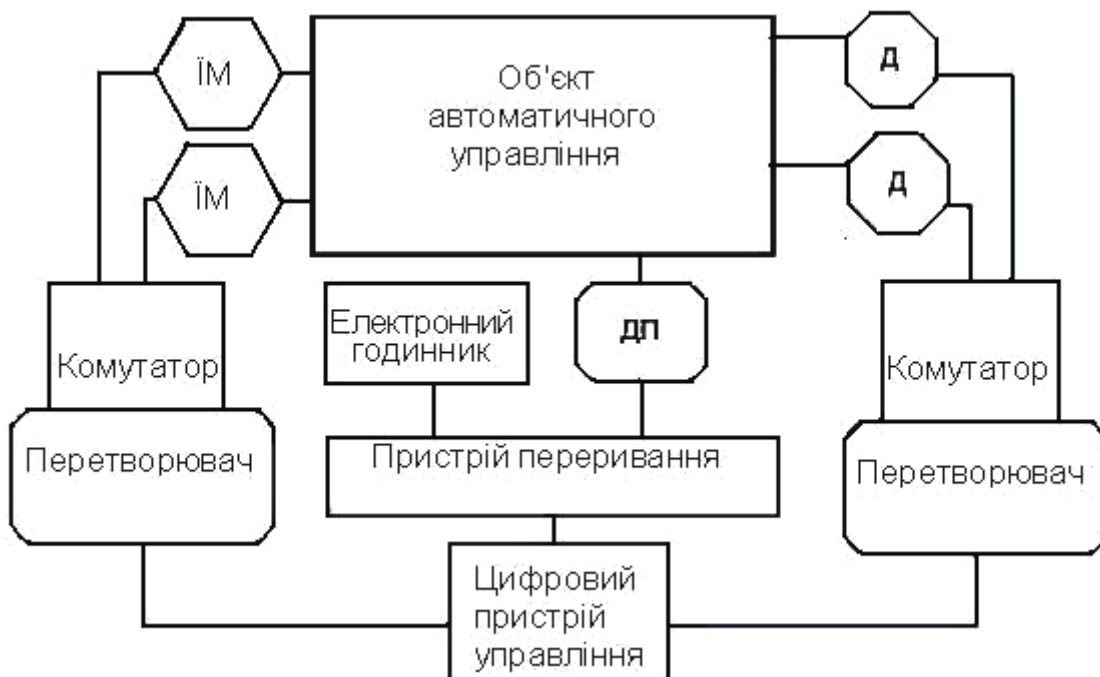 ЇМ
Об'єкт
автоматичного
управління
Д
ЇМ
Д
Електронний
годинник
ДП
Комутатор
Комутатор
Перетворювач
Пристрій переривання
Перетворювач
Цифровий
пристрій
управління